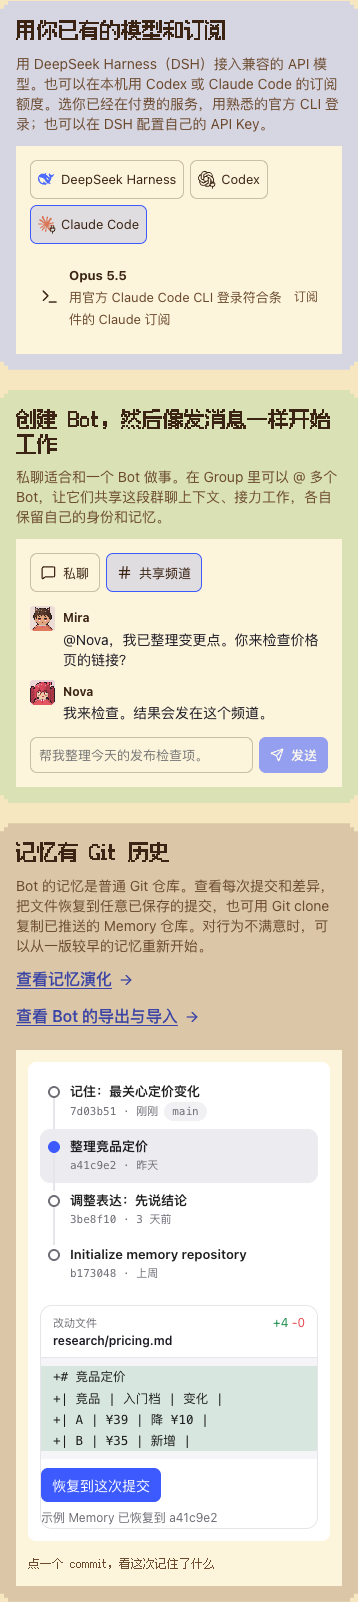 用你已有的模型和订阅
用 DeepSeek Harness（DSH）接入兼容的 API 模
型。也可以在本机用 Codex 或 Claude Code 的订阅
额度。选你已经在付费的服务，用熟悉的官方 CLI 登
录；也可以在 DSH 配置自己的 API Key。
DeepSeek Harness
Codex
Claude Code
Opus 5.5
用官方 Claude Code CLI 登录符合条 订阅
件的 Claude 订阅
创建 Bot，然后像发消息一样开始
工作
私聊适合和一个 Bot 做事。在 Group 里可以 @ 多个
Bot，让它们共享这段群聊上下文、接力工作，各自
保留自己的身份和记忆。
私聊
共享频道
Mira
@Nova，我已整理变更点。你来检查价格
页的链接？
Nova
我来检查。结果会发在这个频道。
帮我整理今天的发布检查项。
发送
记忆有 Git 历史
Bot 的记忆是普通 Git 仓库。查看每次提交和差异，
把文件恢复到任意已保存的提交，也可用 Git clone
复制已推送的 Memory 仓库。对行为不满意时，可
以从一版较早的记忆重新开始。
查看记忆演化 →
查看 Bot 的导出与导入 →
记住：最关心定价变化
7d03b51 · 刚刚 main
整理竞品定价
a41c9e2 · 昨天
调整表达：先说结论
3be8f10 · 3 天前
Initialize memory repository
b173048 · 上周
改动文件 +4 -0
research/pricing.md
+# 竞品定价
+| 竞品 | 入门档 | 变化 |
+| A | ¥39 | 降 ¥10 |
+| B | ¥35 | 新增 |
恢复到这次提交
示例 Memory 已恢复到 a41c9e2
点一个 commit，看这次记住了什么